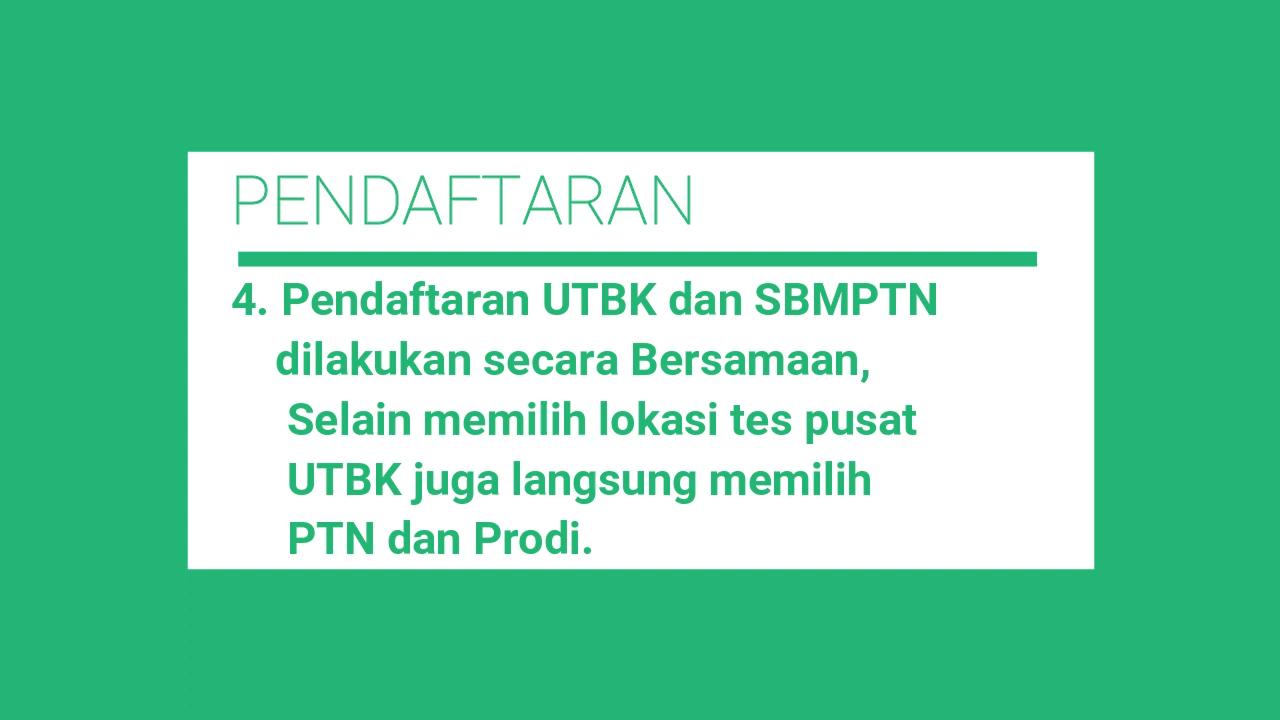 PENDAFTARAN
4. Pendaftaran UTBK dan SBMPTN
dilakukan secara Bersamaan,
Selain memilih lokasi tes pusat
UTBK juga langsung memilih
PTN dan Prodi.